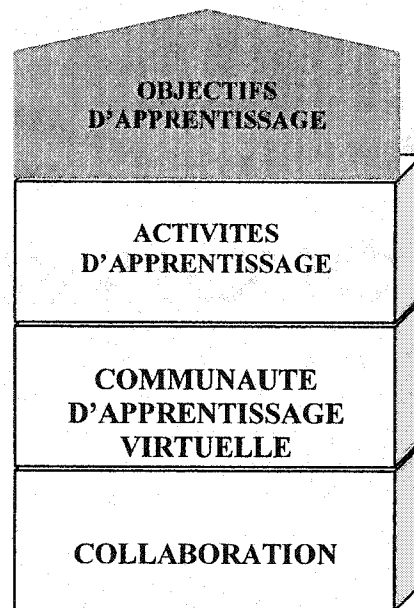 OBJECTIFS
D'APPRENTISSAGE
ACTIVITES
D'APPRENTISSAGE
COMMUNAUTE
D'APPRENTISSAGE
VIRTUELLE
COLLABORATION